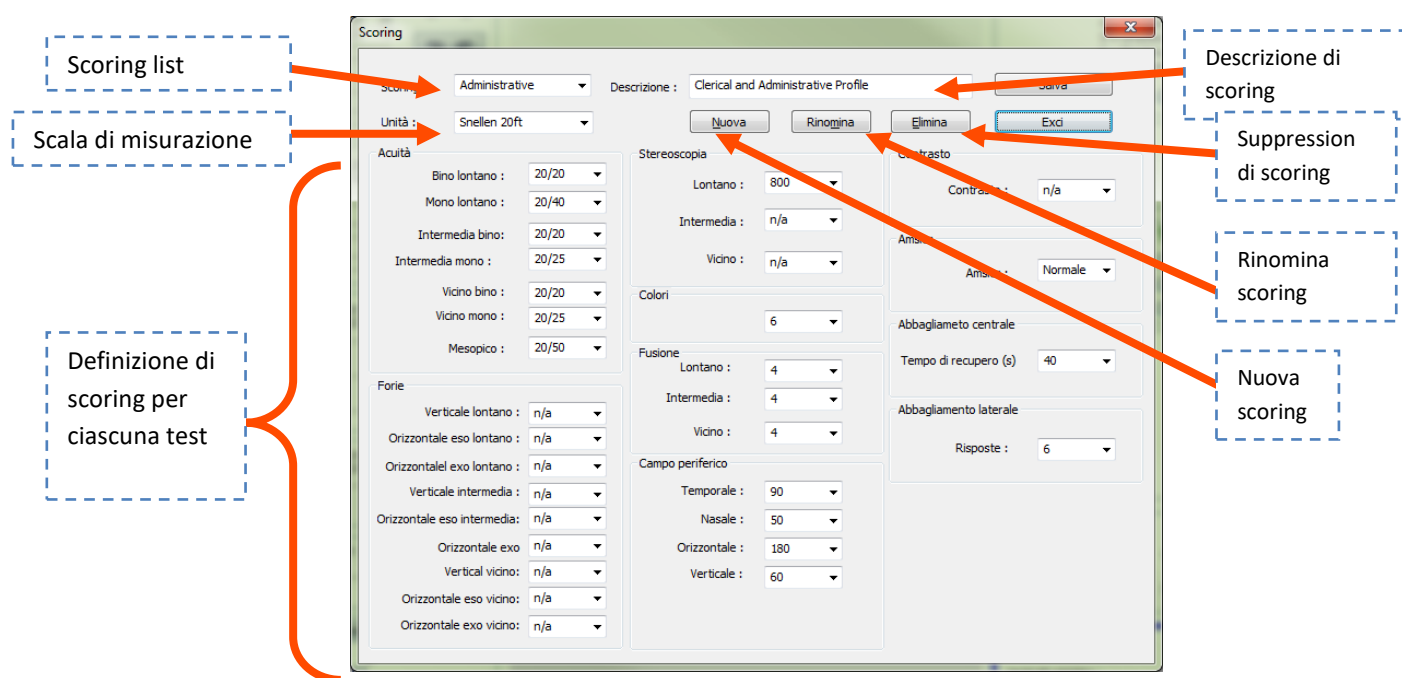 Scoring
Scoring list
Scala di misurazione
Definizione di
scoring per
ciascuna test
Administrative
Descrizione :
Clerical and Administrative Profile
Salva
Unità :
Snellen 20ft
Nuova
Rinomina
Elimina
Exci
Acuità
Bino lontano :
20/20
Mono lontano :
20/40
Intermedia bino:
20/20
Intermedia mono :
20/25
Vicino bino :
20/20
Vicino mono :
20/25
Mesopico :
20/50
Forie
Verticale lontano :
n/a
Orizzontale eso lontano :
n/a
Orizzontalel exo lontano :
n/a
Verticale intermedia :
n/a
Orizzontale eso intermedia:
n/a
Orizzontale exo
n/a
Vertical vicino:
n/a
Orizzontale eso vicino:
n/a
Orizzontale exo vicino:
n/a
Stereoscopia
Lontano :
800
Intermedia :
n/a
Vicino :
n/a
Colori
6
Fusione
Lontano :
4
Intermedia :
4
Vicino :
4
Campo periferico
Temporale :
90
Nasale :
50
Orizzontale :
180
Verticale :
60
Contrasto
Contrasto :
n/a
Amsler
Amsler :
Normale
Abbagliameto centrale
Tempo di recupero (s)
40
Abbagliamento laterale
Risposte :
6
Descrizione di
scoring
Suppression
di scoring
Rinomina
scoring
Nuova
scoring